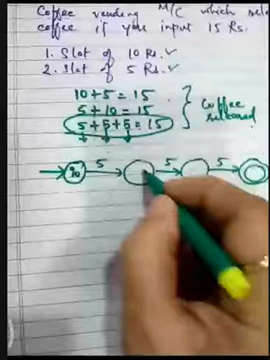 Coffee vending M/C which
coffee if you input 15 Rs.
1. Slot of 10 Rs. ✓
2. Slot of 5 Rs. ✓
10 + 5 = 15
5 + 10 = 15
5 + 5 + 5 = 15
Coffee
released
q0 5 5 5